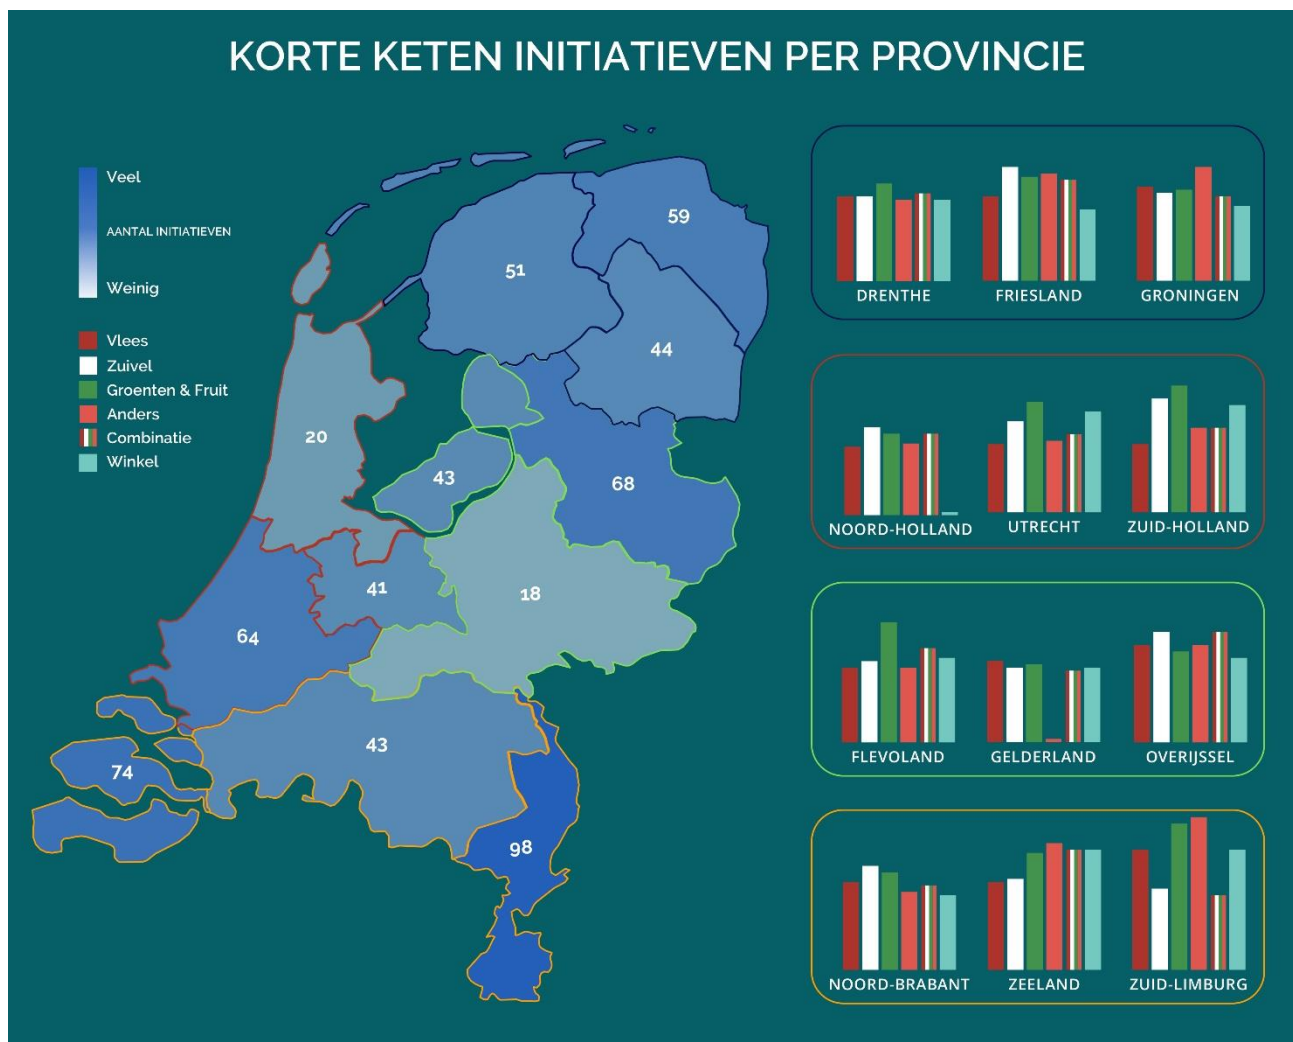 KORTE KETEN INITIATIEVEN PER PROVINCIE
Veel
AANTAL INITIATIEVEN
Weinig
Vlees
Zuivel
Groenten & Fruit
Anders
Combinatie
Winkel
59
51
44
20
43
68
41
18
64
43
74
98
DRENTHE FRIESLAND GRONINGEN
NOORD-HOLLAND UTRECHT ZUID-HOLLAND
FLEVOLAND GELDERLAND OVERIJSSEL
NOORD-BRABANT ZEELAND ZUID-LIMBURG